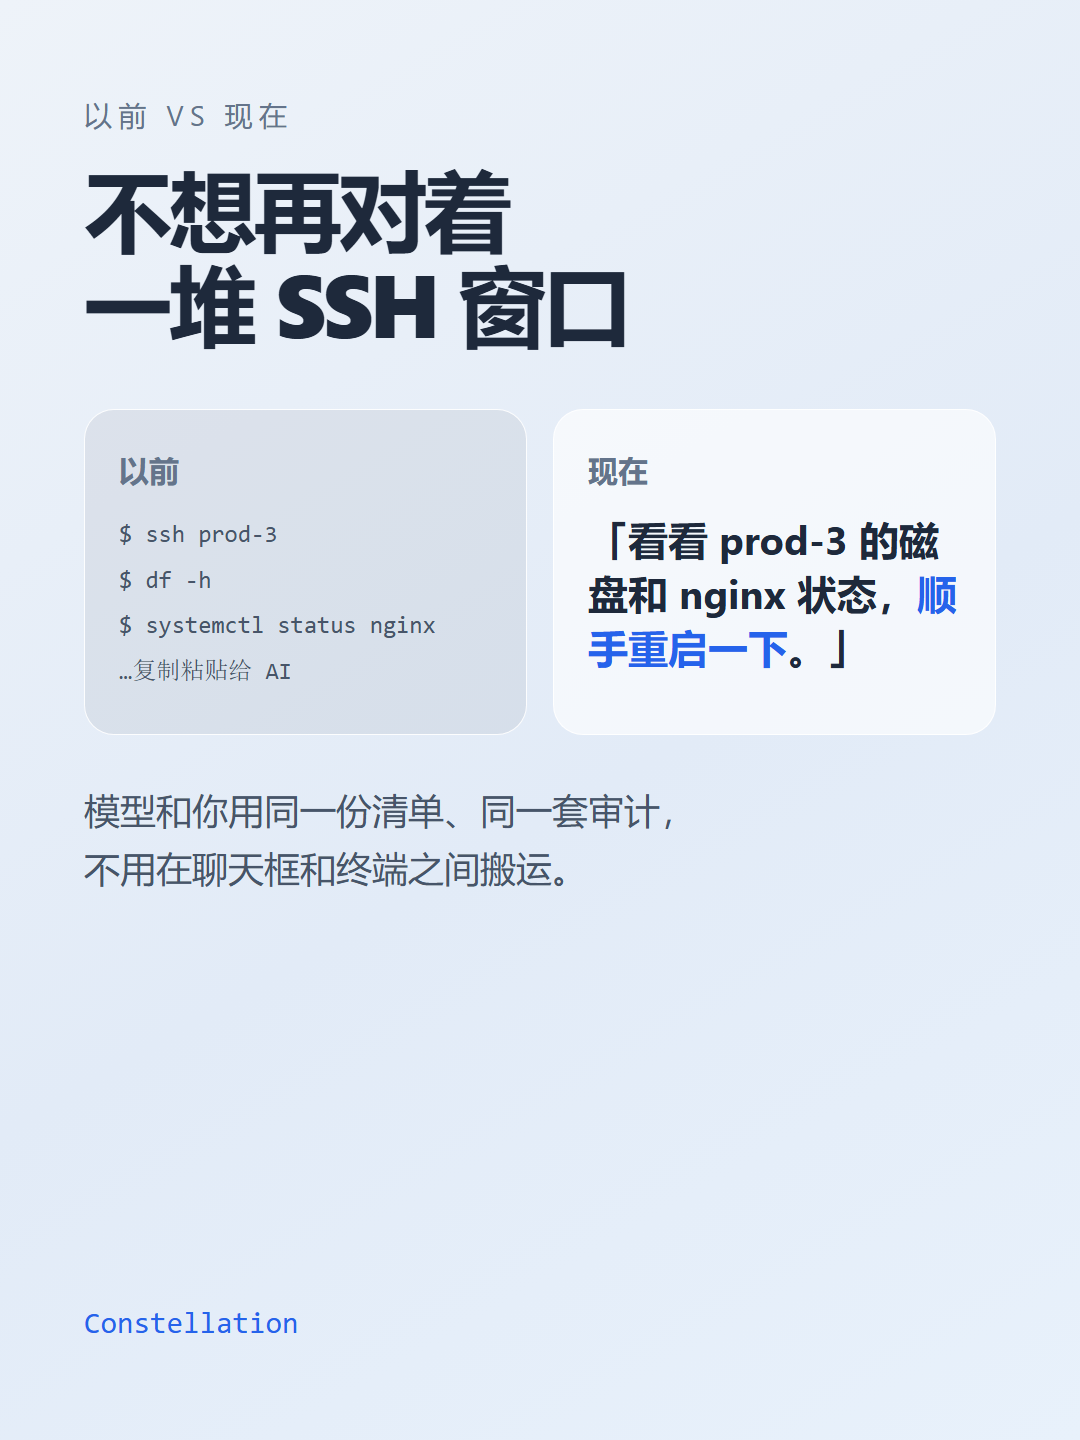 以前 VS 现在
不想再对着
一堆 SSH 窗口
以前
$ ssh prod-3
$ df -h
$ systemctl status nginx
…复制粘贴给 AI
现在
「看看 prod-3 的磁
盘和 nginx 状态，顺
手重启一下。」
模型和你用同一份清单、同一套审计，
不用在聊天框和终端之间搬运。
Constellation